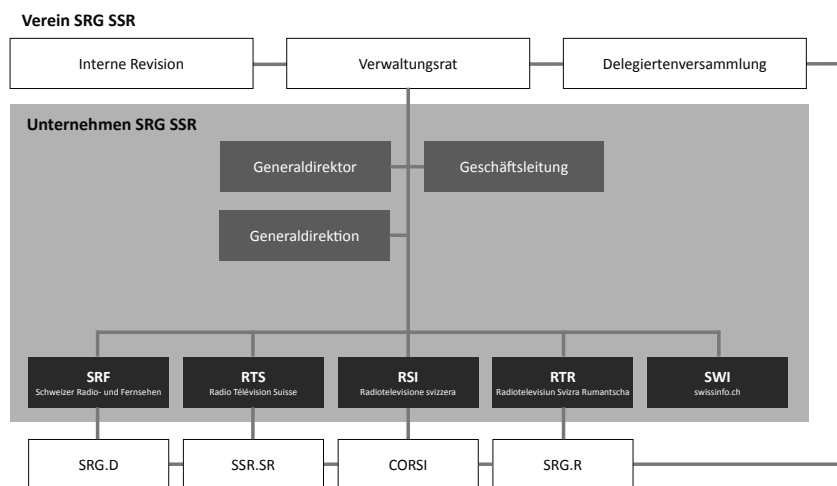 Verein SRG SSR
Interne Revision
Verwaltungsrat
Delegiertenversammlung
Unternehmen SRG SSR
Generaldirektor
Geschäftsleitung
Generaldirektion
SRF
Schweizer Radio- und Fernsehen
RTS
Radio Télévision Suisse
RSI
Radiotelevisione svizzera
RTR
Radiotelevisiun Svizra Rumantscha
SWI
swissinfo.ch
SRG.D
SSR.SR
CORSI
SRG.R